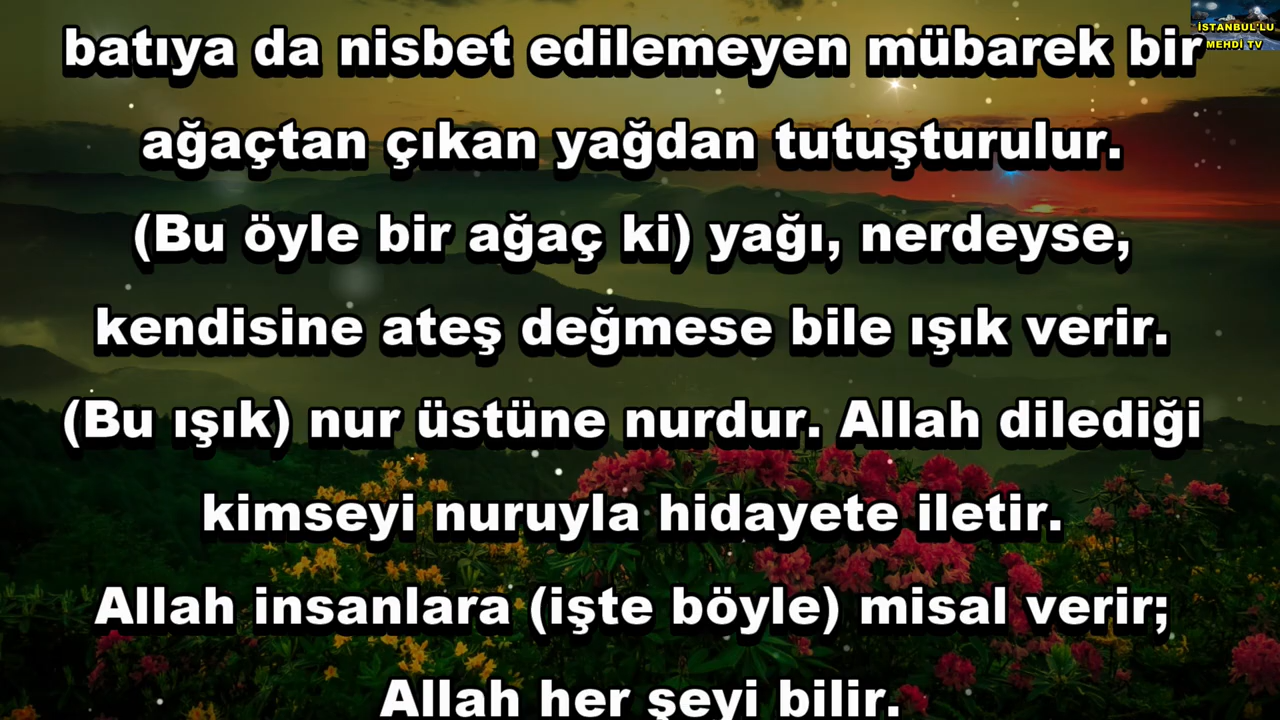 İSTANBUL'LU
MEHDİ TV
batıya da nisbet edilemeyen mübarek bir
ağaçtan çıkan yağdan tutuşturulur.
(Bu öyle bir ağaç ki) yağı, nerdeyse,
kendisine ateş değmese bile ışık verir.
(Bu ışık) nur üstüne nurdur. Allah dilediği
kimseyi nuruyla hidayete iletir.
Allah insanlara (işte böyle) misal verir;
Allah her şeyi bilir.